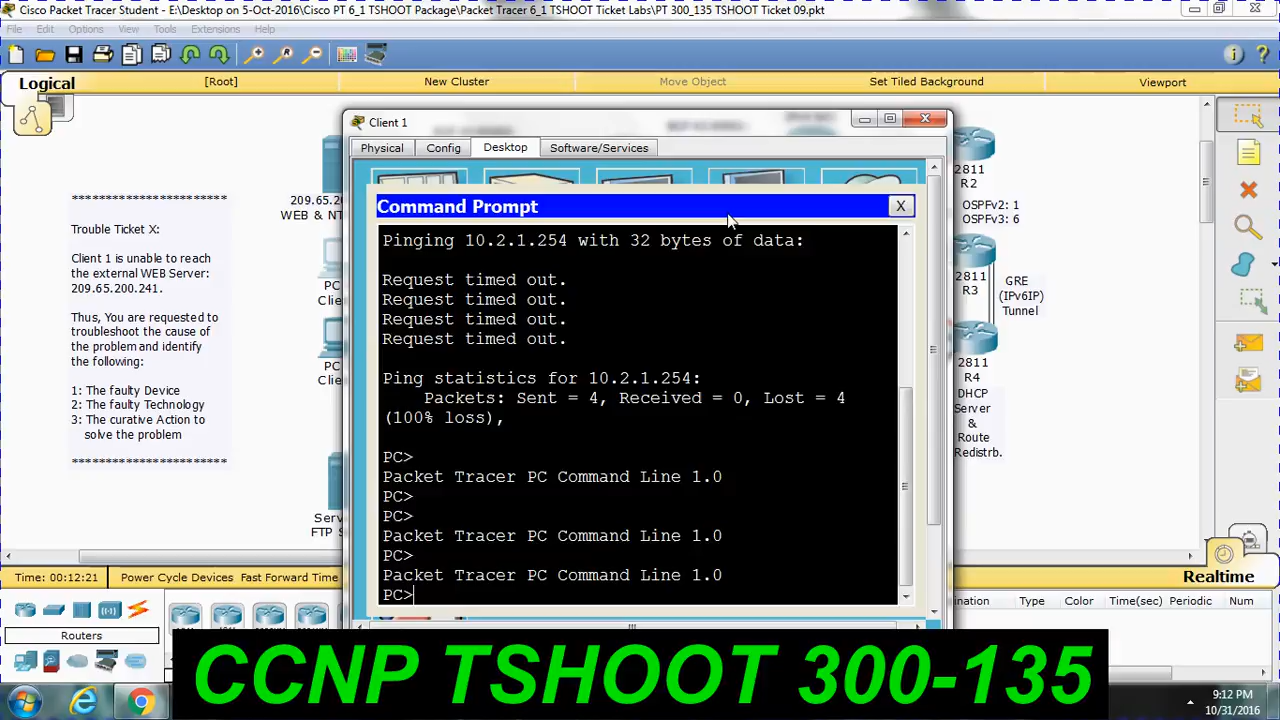 Cisco Packet Tracer Student - E:\Desktop on 5-Oct-2016\Cisco PT 6_1 TSHOOT Package\Packet Tracer 6_1 TSHOOT Ticket Labs\PT 300_135 TSHOOT Ticket 09.pkt
File Edit Options View Tools Extensions Help
Logical [Root] New Cluster Move Object Set Tiled Background Viewport
Client 1
Physical Config Desktop Software/Services
Command Prompt X
Pinging 10.2.1.254 with 32 bytes of data:
Request timed out.
Request timed out.
Request timed out.
Request timed out.
Ping statistics for 10.2.1.254:
Packets: Sent = 4, Received = 0, Lost = 4
(100% loss),
PC>
Packet Tracer PC Command Line 1.0
PC>
PC>
Packet Tracer PC Command Line 1.0
PC>
Packet Tracer PC Command Line 1.0
PC>
************************
Trouble Ticket X:
Client 1 is unable to reach
the external WEB Server:
209.65.200.241.
Thus, You are requested to
troubleshoot the cause of
the problem and identify
the following:
1: The faulty Device
2: The faulty Technology
3: The curative Action to
solve the problem
************************
209.65.20
WEB & NT
PC
Clie
PC
Clie
Serv
FTP S
2811
R2
OSPFv2: 1
OSPFv3: 6
2811
R3
GRE
(IPv6IP)
Tunnel
2811
R4
DHCP
Server
&
Route
Redistrb.
Time: 00:12:21 Power Cycle Devices Fast Forward Time
Realtime
Routers
ination Type Color Time(sec) Periodic Num
CCNP TSHOOT 300-135
9:12 PM
10/31/2016